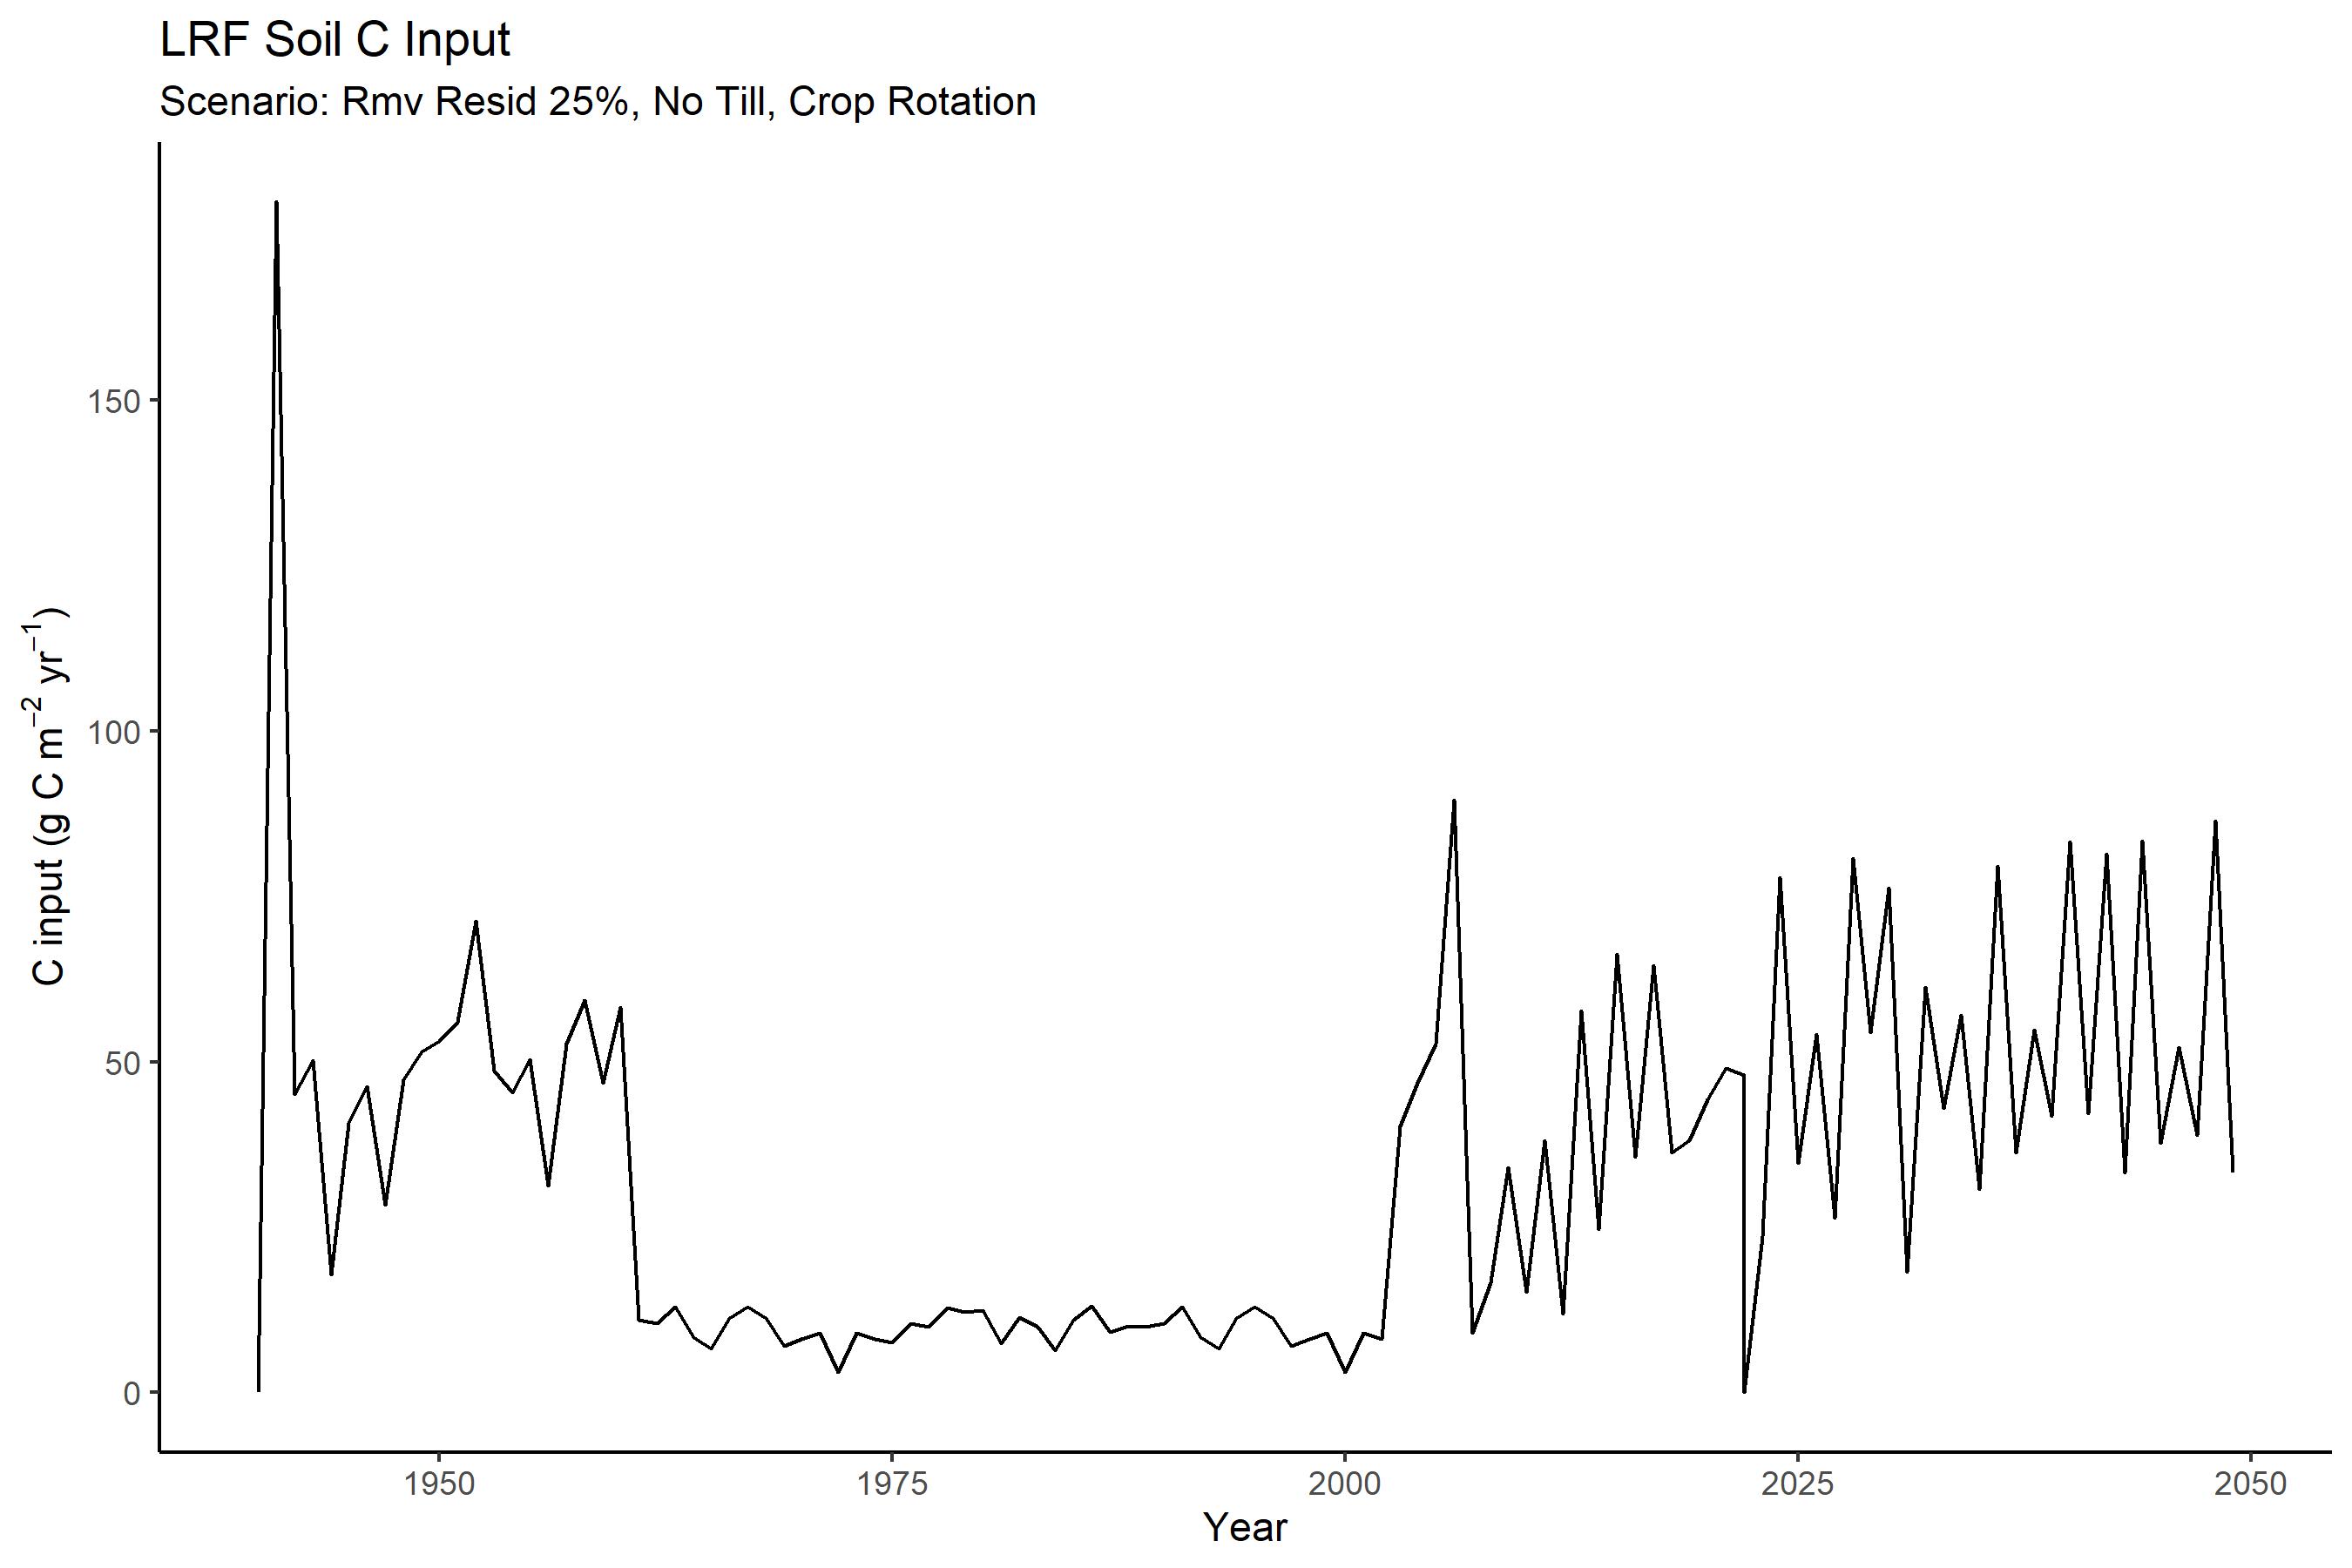 LRF Soil C Input
Scenario: Rmv Resid 25%, No Till, Crop Rotation
C input (g C m⁻² yr⁻¹)
150
100
50
0
1950 1975 2000 2025 2050
Year